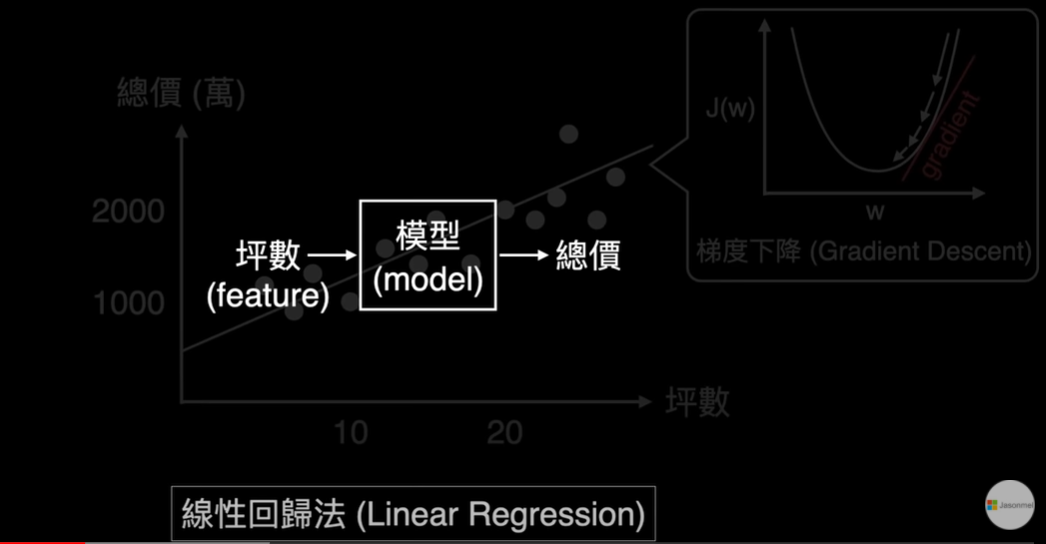 總價 (萬)
2000
1000
10
20
坪數
坪數
(feature)
模型
(model)
總價
J(w)
w
gradient
梯度下降 (Gradient Descent)
線性回歸法 (Linear Regression)
Jasonmel